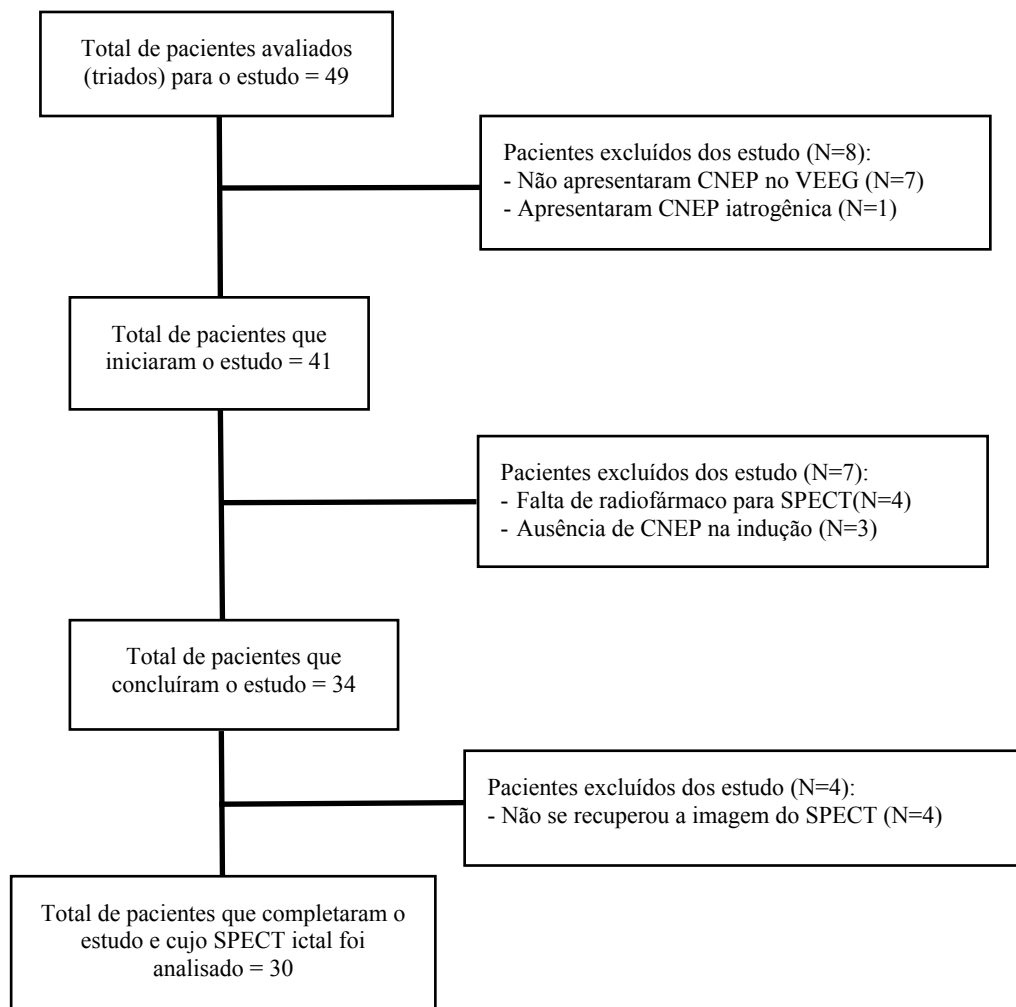 Total de pacientes avaliados
(triados) para o estudo = 49
Pacientes excluídos dos estudo (N=8):
- Não apresentaram CNEP no VEEG (N=7)
- Apresentaram CNEP iatrogênica (N=1)
Total de pacientes que
iniciaram o estudo = 41
Pacientes excluídos dos estudo (N=7):
- Falta de radiofármaco para SPECT(N=4)
- Ausência de CNEP na indução (N=3)
Total de pacientes que
concluíram o estudo = 34
Pacientes excluídos dos estudo (N=4):
- Não se recuperou a imagem do SPECT (N=4)
Total de pacientes que completaram o
estudo e cujo SPECT ictal foi
analisado = 30